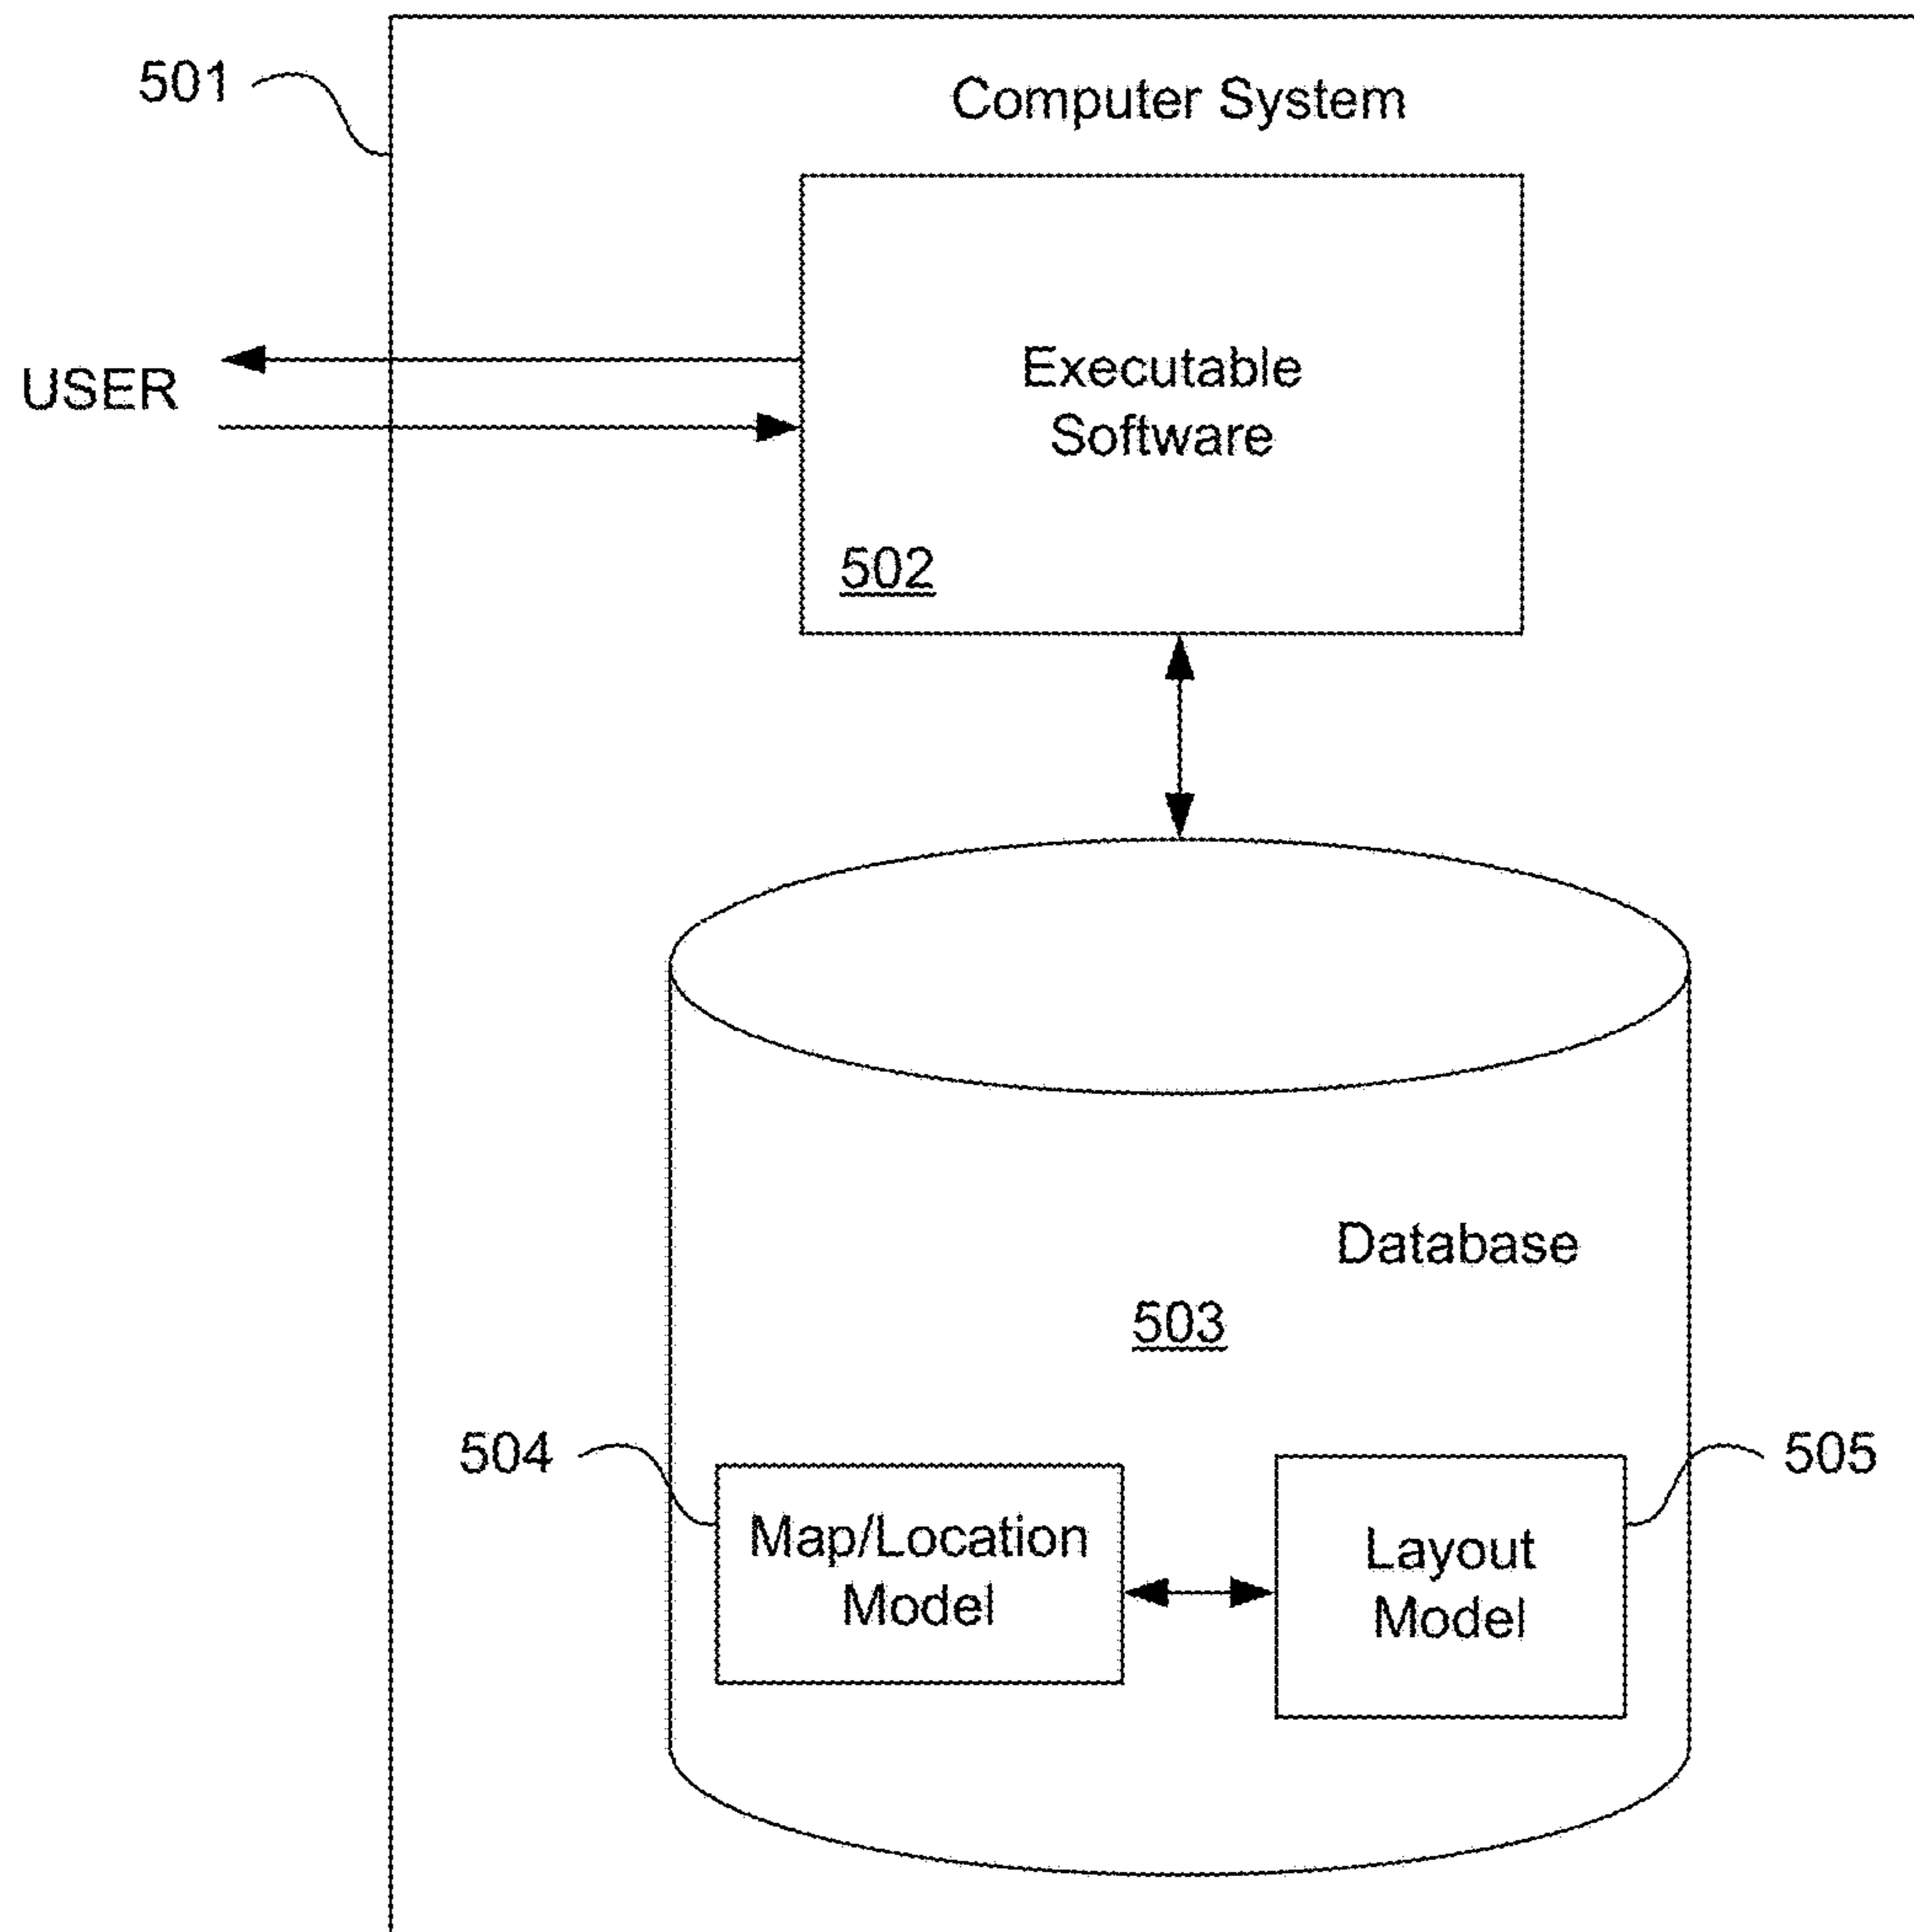 501
Computer System
USER
Executable
Software
502
Database
503
504
505
Map/Location
Model
Layout
Model